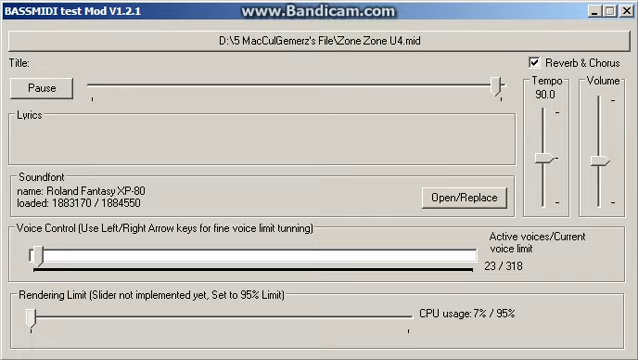 BASSMIDI test Mod V1.2.1
www.Bandicam.com
D:\5 MacCulGemerz's File\Zone Zone U4.mid
Title:
Reverb & Chorus
Pause
Tempo
Volume
90.0
Lyrics
Soundfont
name: Roland Fantasy XP-80
loaded: 1883170 / 1884550
Open/Replace
Voice Control (Use Left/Right Arrow keys for fine voice limit tunning)
Active voices/Current
voice limit
23 / 318
Rendering Limit (Slider not implemented yet, Set to 95% Limit)
CPU usage: 7% / 95%